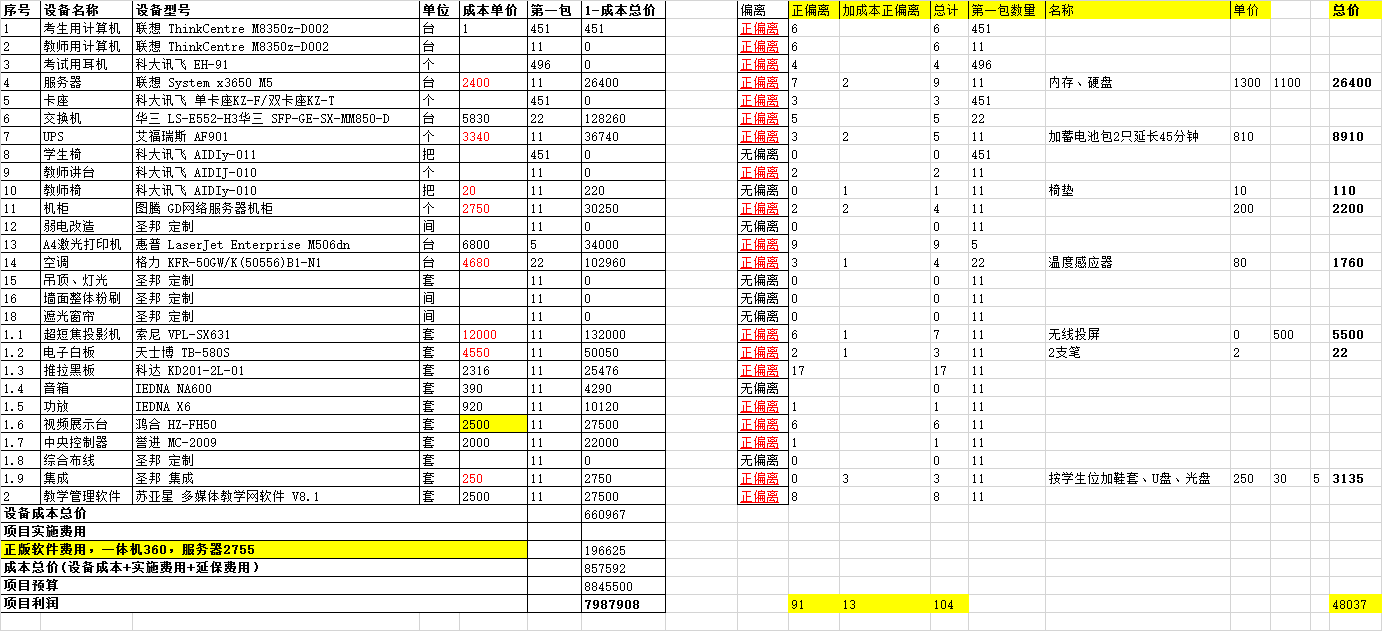 序号 设备名称 设备型号 单位 成本单价 第一包 1-成本总价 偏离 正偏离 加成本正偏离 总计 第一包数量 名称 单价 总价
1 考生用计算机 联想 ThinkCentre M8350z-D002 台 1 451 451 正偏离 6 6 451
2 教师用计算机 联想 ThinkCentre M8350z-D002 台 11 0 正偏离 6 6 11
3 考试用耳机 科大讯飞 EH-91 个 496 0 正偏离 4 4 496
4 服务器 联想 System x3650 M5 台 2400 11 26400 正偏离 7 2 9 11 内存、硬盘 1300 1100 26400
5 卡座 科大讯飞 单卡座KZ-F/双卡座KZ-T 个 451 0 正偏离 3 3 451
6 交换机 华三 LS-E552-H3华三 SFP-GE-SX-MM850-D 台 5830 22 128260 正偏离 5 5 22
7 UPS 艾福瑞斯 AF901 个 3340 11 36740 正偏离 3 2 5 11 加蓄电池包2只延长45分钟 810 8910
8 学生椅 科大讯飞 AIDIy-011 把 451 0 无偏离 0 0 451
9 教师讲台 科大讯飞 AIDIJ-010 个 11 0 正偏离 2 2 11
10 教师椅 科大讯飞 AIDIy-010 把 20 11 220 无偏离 0 1 1 11 椅垫 10 110
11 机柜 图腾 GD网络服务器机柜 个 2750 11 30250 正偏离 2 2 4 11 200 2200
12 弱电改造 圣邦 定制 间 11 0 无偏离 0 0 11
13 A4激光打印机 惠普 LaserJet Enterprise M506dn 台 6800 5 34000 正偏离 9 9 5
14 空调 格力 KFR-50GW/K(50556)B1-N1 台 4680 22 102960 正偏离 3 1 4 22 温度感应器 80 1760
15 吊顶、灯光 圣邦 定制 套 11 0 无偏离 0 0 11
16 墙面整体粉刷 圣邦 定制 间 11 0 无偏离 0 0 11
18 遮光窗帘 圣邦 定制 间 11 0 无偏离 0 0 11
1.1 超短焦投影机 索尼 VPL-SX631 套 12000 11 132000 正偏离 6 1 7 11 无线投屏 0 500 5500
1.2 电子白板 天士博 TB-580S 套 4550 11 50050 正偏离 2 1 3 11 2支笔 2 22
1.3 推拉黑板 科达 KD201-2L-01 套 2316 11 25476 正偏离 17 17 11
1.4 音箱 IEDNA NA600 套 390 11 4290 无偏离 0 11
1.5 功放 IEDNA X6 套 920 11 10120 正偏离 1 1 11
1.6 视频展示台 鸿合 HZ-FH50 套 2500 11 27500 正偏离 6 6 11
1.7 中央控制器 誉进 MC-2009 套 2000 11 22000 正偏离 1 1 11
1.8 综合布线 圣邦 定制 套 11 0 无偏离 0 0 11
1.9 集成 圣邦 集成 套 250 11 2750 正偏离 0 3 3 11 按学生位加鞋套、U盘、光盘 250 30 5 3135
2 教学管理软件 苏亚星 多媒体教学网软件 V8.1 套 2500 11 27500 正偏离 8 8 11
设备成本总价 660967
项目实施费用
正版软件费用，一体机360，服务器2755 196625
成本总价(设备成本+实施费用+延保费用) 857592
项目预算 8845500
项目利润 7987908 91 13 104 48037